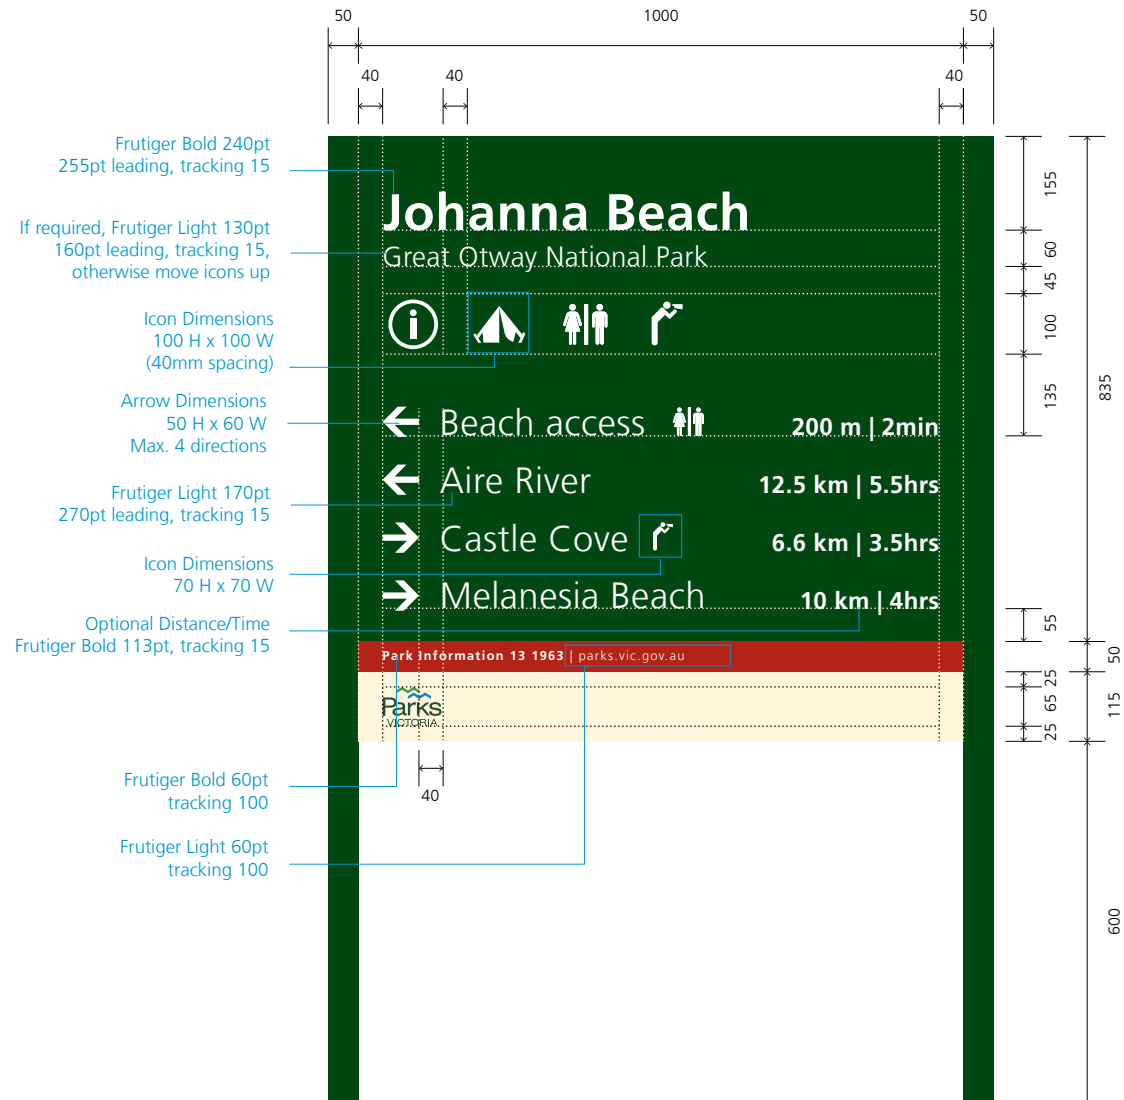 50
1000
50
40
40
40
Frutiger Bold 240pt
255pt leading, tracking 15
155
Johanna Beach
If required, Frutiger Light 130pt
160pt leading, tracking 15,
otherwise move icons up
Great Otway National Park
60
45
Icon Dimensions
100 H x 100 W
(40mm spacing)
i
100
835
Arrow Dimensions
50 H x 60 W
Max. 4 directions
135
Beach access
200 m | 2min
Aire River
12.5 km | 5.5hrs
Frutiger Light 170pt
270pt leading, tracking 15
Castle Cove
6.6 km | 3.5hrs
Icon Dimensions
70 H x 70 W
Melanesia Beach
10 km | 4hrs
Optional Distance/Time
Frutiger Bold 113pt, tracking 15
55
Park Information 13 1963 | parks.vic.gov.au
50
25
65
25
115
Parks
VICTORIA
Frutiger Bold 60pt
tracking 100
40
Frutiger Light 60pt
tracking 100
600